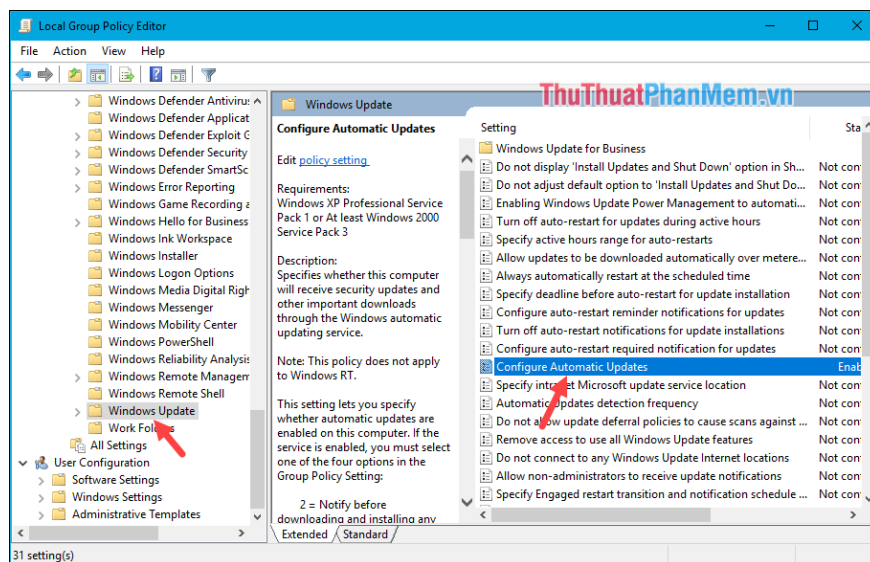 Local Group Policy Editor
File Action View Help
Windows Defender Antiviru
Windows Defender Applicat
Windows Defender Exploit G
Windows Defender Security
Windows Defender SmartSc
Windows Error Reporting
Windows Game Recording a
Windows Hello for Business
Windows Ink Workspace
Windows Installer
Windows Logon Options
Windows Media Digital Righ
Windows Messenger
Windows Mobility Center
Windows PowerShell
Windows Reliability Analysis
Windows Remote Managem
Windows Remote Shell
Windows Update
Work Folders
All Settings
User Configuration
Software Settings
Windows Settings
Administrative Templates
Windows Update
ThuThuatPhanMem.vn
Configure Automatic Updates
Edit policy setting
Requirements:
Windows XP Professional Service
Pack 1 or At least Windows 2000
Service Pack 3
Description:
Specifies whether this computer
will receive security updates and
other important downloads
through the Windows automatic
updating service.
Note: This policy does not apply
to Windows RT.
This setting lets you specify
whether automatic updates are
enabled on this computer. If the
service is enabled, you must select
one of the four options in the
Group Policy Setting:
2 = Notify before
downloading and installing any
Setting Sta
Windows Update for Business
Do not display 'Install Updates and Shut Down' option in Sh... Not con
Do not adjust default option to 'Install Updates and Shut Do... Not con
Enabling Windows Update Power Management to automati... Not con
Turn off auto-restart for updates during active hours Not con
Specify active hours range for auto-restarts Not con
Allow updates to be downloaded automatically over metere... Not con
Always automatically restart at the scheduled time Not con
Specify deadline before auto-restart for update installation Not con
Configure auto-restart reminder notifications for updates Not con
Turn off auto-restart notifications for update installations Not con
Configure auto-restart required notification for updates Not con
Configure Automatic Updates Enab
Specify intranet Microsoft update service location Not con
Automatic Updates detection frequency Not con
Do not allow update deferral policies to cause scans against ... Not con
Remove access to use all Windows Update features Not con
Do not connect to any Windows Update Internet locations Not con
Allow non-administrators to receive update notifications Not con
Specify Engaged restart transition and notification schedule ... Not con
Extended Standard
31 setting(s)